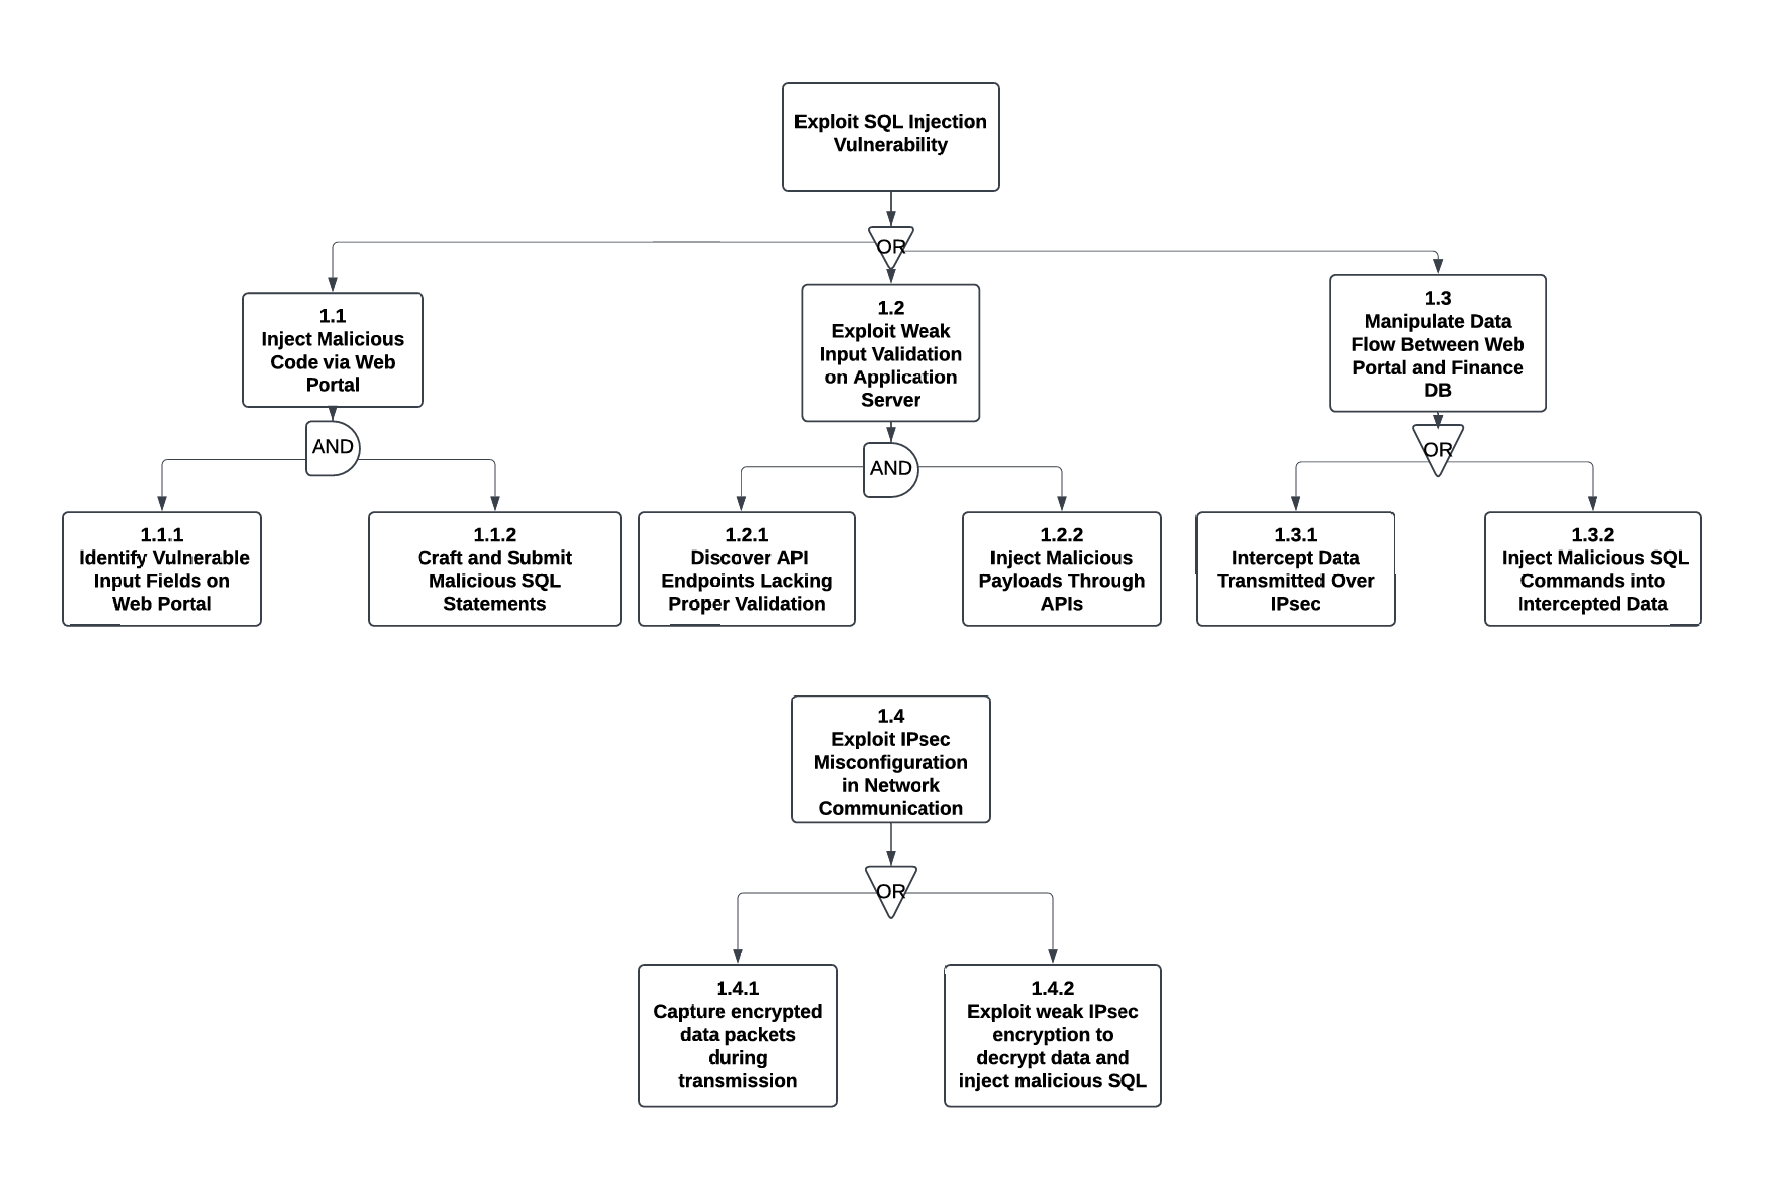 Exploit SQL Injection
Vulnerability
OR
1.1
Inject Malicious
Code via Web
Portal
1.2
Exploit Weak
Input Validation
on Application
Server
1.3
Manipulate Data
Flow Between Web
Portal and Finance
DB
AND
AND
OR
1.1.1
Identify Vulnerable
Input Fields on
Web Portal
1.1.2
Craft and Submit
Malicious SQL
Statements
1.2.1
Discover API
Endpoints Lacking
Proper Validation
1.2.2
Inject Malicious
Payloads Through
APIs
1.3.1
Intercept Data
Transmitted Over
IPsec
1.3.2
Inject Malicious SQL
Commands into
Intercepted Data
1.4
Exploit IPsec
Misconfiguration
in Network
Communication
OR
1.4.1
Capture encrypted
data packets
during
transmission
1.4.2
Exploit weak IPsec
encryption to
decrypt data and
inject malicious SQL